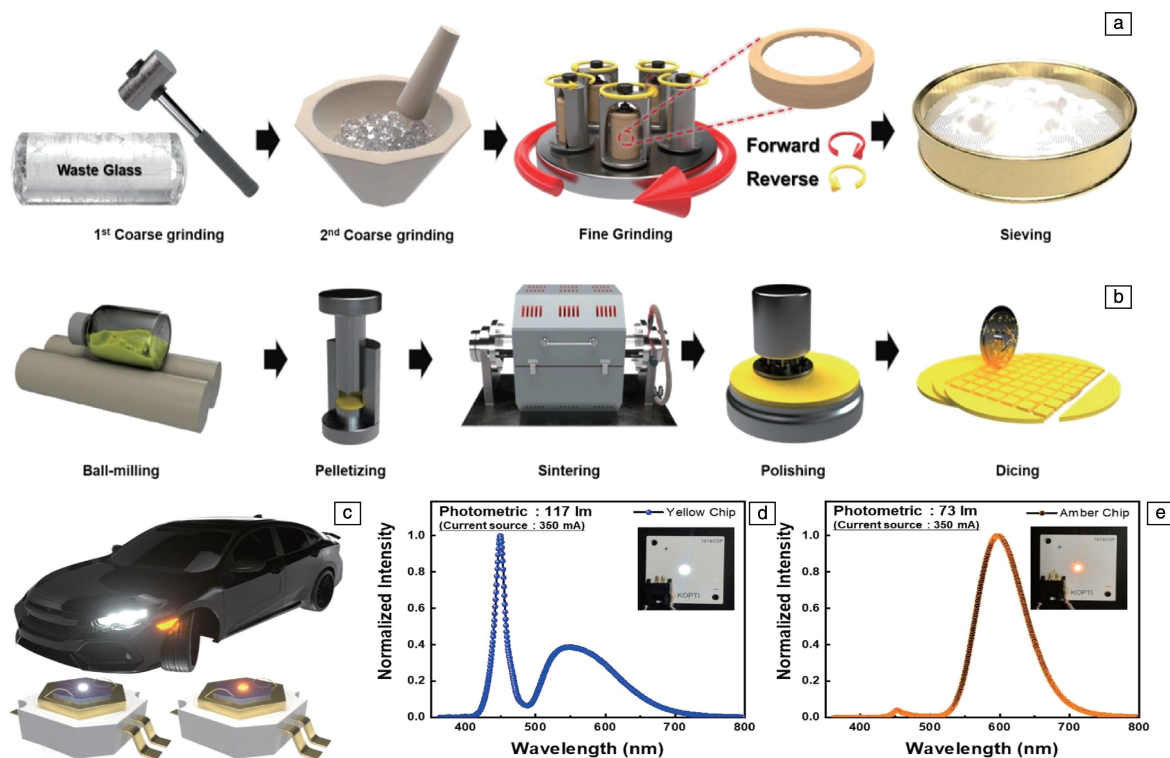 a
Waste Glass
Forward
Reverse
1st Coarse grinding
2nd Coarse grinding
Fine Grinding
Sieving
b
Ball-milling
Pelletizing
Sintering
Polishing
Dicing
c
d
Photometric : 117 lm
(Current source : 350 mA)
Yellow Chip
1414CSP
+
-
KOPTI
Normalized Intensity
1.0
0.8
0.6
0.4
0.2
0.0
400 500 600 700 800
Wavelength (nm)
e
Photometric : 73 lm
(Current source : 350 mA)
Amber Chip
1414CSP
+
-
KOPTI
Normalized Intensity
1.0
0.8
0.6
0.4
0.2
0.0
400 500 600 700 800
Wavelength (nm)